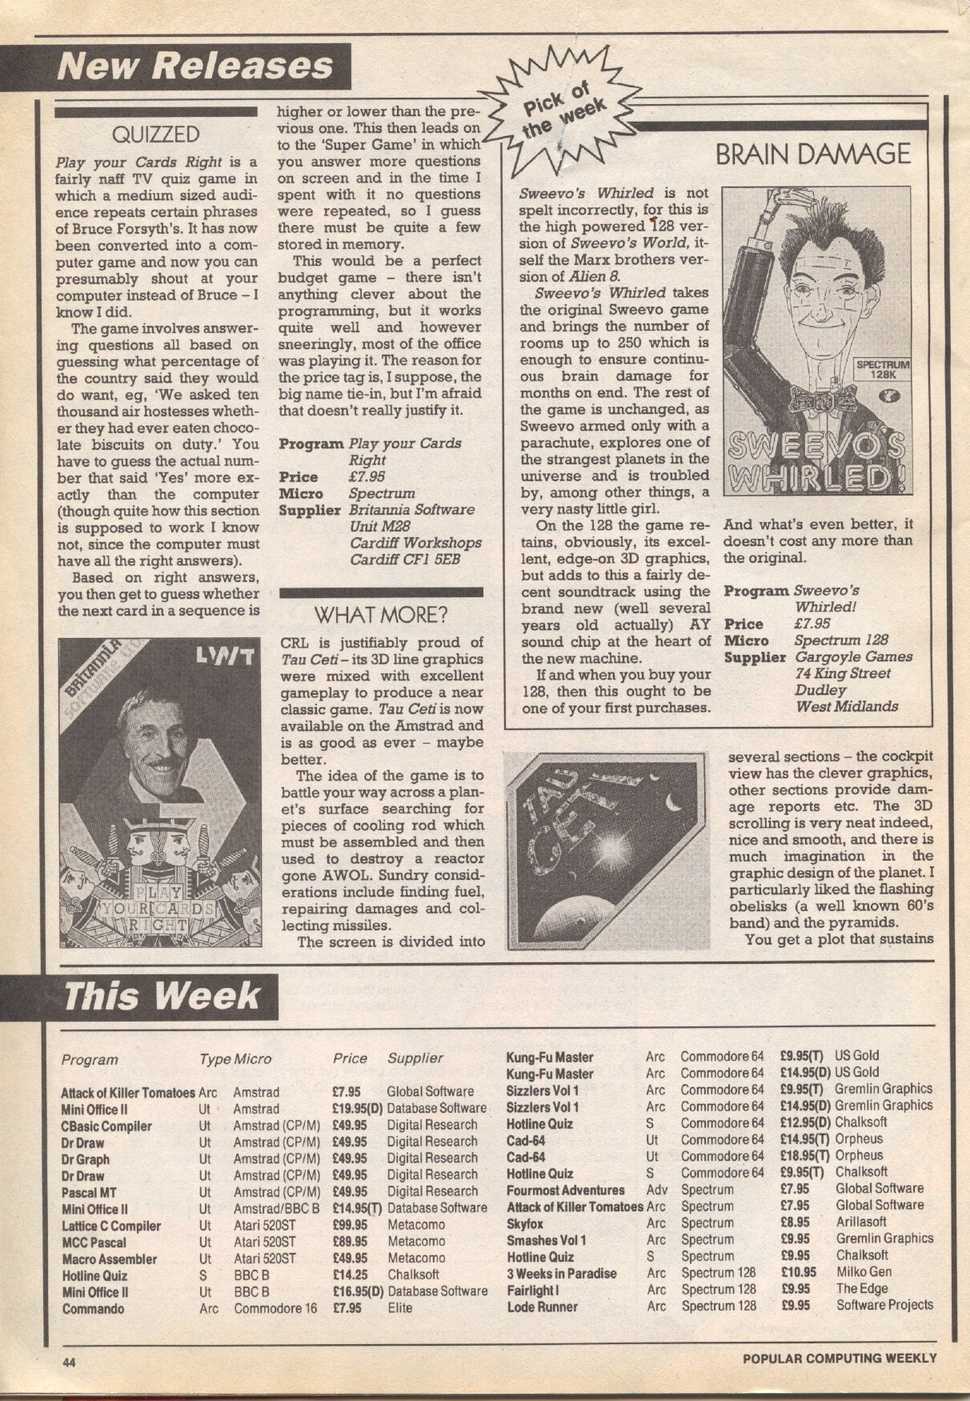 New Releases
QUIZZED
Play your Cards Right is a
fairly naff TV quiz game in
which a medium sized audi-
ence repeats certain phrases
of Bruce Forsyth's. It has now
been converted into a com-
puter game and now you can
presumably shout at your
computer instead of Bruce – I
know I did.
The game involves answer-
ing questions all based on
guessing what percentage of
the country said they would
do want, eg, 'We asked ten
thousand air hostesses wheth-
er they had ever eaten choco-
late biscuits on duty.' You
have to guess the actual num-
ber that said 'Yes' more ex-
actly than the computer
(though quite how this section
is supposed to work I know
not, since the computer must
have all the right answers).
Based on right answers,
you then get to guess whether
the next card in a sequence is
BRITANNIA
SOFTWARE LTD
LWT
PLAY
YOUR CARDS
RIGHT
higher or lower than the pre-
vious one. This then leads on
to the 'Super Game' in which
you answer more questions
on screen and in the time I
spent with it no questions
were repeated, so I guess
there must be quite a few
stored in memory.
This would be a perfect
budget game – there isn't
anything clever about the
programming, but it works
quite well and however
sneeringly, most of the office
was playing it. The reason for
the price tag is, I suppose, the
big name tie-in, but I'm afraid
that doesn't really justify it.
Program Play your Cards
Right
Price £7.95
Micro Spectrum
Supplier Britannia Software
Unit M28
Cardiff Workshops
Cardiff CF1 5EB
WHAT MORE?
CRL is justifiably proud of
Tau Ceti – its 3D line graphics
were mixed with excellent
gameplay to produce a near
classic game. Tau Ceti is now
available on the Amstrad and
is as good as ever – maybe
better.
The idea of the game is to
battle your way across a plan-
et's surface searching for
pieces of cooling rod which
must be assembled and then
used to destroy a reactor
gone AWOL. Sundry consid-
erations include finding fuel,
repairing damages and col-
lecting missiles.
The screen is divided into
Pick of
the week
BRAIN DAMAGE
Sweevo's Whirled is not
spelt incorrectly, for this is
the high powered 128 ver-
sion of Sweevo's World, it-
self the Marx brothers ver-
sion of Alien 8.
Sweevo's Whirled takes
the original Sweevo game
and brings the number of
rooms up to 250 which is
enough to ensure continu-
ous brain damage for
months on end. The rest of
the game is unchanged, as
Sweevo armed only with a
parachute, explores one of
the strangest planets in the
universe and is troubled
by, among other things, a
very nasty little girl.
On the 128 the game re-
tains, obviously, its excel-
lent, edge-on 3D graphics,
but adds to this a fairly de-
cent soundtrack using the
brand new (well several
years old actually) AY
sound chip at the heart of
the new machine.
If and when you buy your
128, then this ought to be
one of your first purchases.
SPECTRUM
128K
SWEEVO'S
WHIRLED!
And what's even better, it
doesn't cost any more than
the original.
Program Sweevo's
Whirled!
Price £7.95
Micro Spectrum 128
Supplier Gargoyle Games
74 King Street
Dudley
West Midlands
TAU
CETI
several sections – the cockpit
view has the clever graphics,
other sections provide dam-
age reports etc. The 3D
scrolling is very neat indeed,
nice and smooth, and there is
much imagination in the
graphic design of the planet. I
particularly liked the flashing
obelisks (a well known 60's
band) and the pyramids.
You get a plot that sustains
This Week
Program Type Micro Price Supplier
Attack of Killer Tomatoes Arc Amstrad £7.95 Global Software
Mini Office II Ut Amstrad £19.95(D) Database Software
CBasic Compiler Ut Amstrad (CP/M) £49.95 Digital Research
Dr Draw Ut Amstrad (CP/M) £49.95 Digital Research
Dr Graph Ut Amstrad (CP/M) £49.95 Digital Research
Dr Draw Ut Amstrad (CP/M) £49.95 Digital Research
Pascal MT Ut Amstrad (CP/M) £49.95 Digital Research
Mini Office II Ut Amstrad/BBC B £14.95(T) Database Software
Lattice C Compiler Ut Atari 520ST £99.95 Metacomo
MCC Pascal Ut Atari 520ST £89.95 Metacomo
Macro Assembler Ut Atari 520ST £49.95 Metacomo
Hotline Quiz S BBC B £14.25 Chalksoft
Mini Office II Ut BBC B £16.95(D) Database Software
Commando Arc Commodore 16 £7.95 Elite
Kung-Fu Master Arc Commodore 64 £9.95(T) US Gold
Kung-Fu Master Arc Commodore 64 £14.95(D) US Gold
Sizzlers Vol 1 Arc Commodore 64 £9.95(T) Gremlin Graphics
Sizzlers Vol 1 Arc Commodore 64 £14.95(D) Gremlin Graphics
Hotline Quiz S Commodore 64 £12.95(D) Chalksoft
Cad-64 Ut Commodore 64 £14.95(T) Orpheus
Cad-64 Ut Commodore 64 £18.95(T) Orpheus
Hotline Quiz S Commodore 64 £9.95(T) Chalksoft
Fourmost Adventures Adv Spectrum £7.95 Global Software
Attack of Killer Tomatoes Arc Spectrum £7.95 Global Software
Skyfox Arc Spectrum £8.95 Arillasoft
Smashes Vol 1 Arc Spectrum £9.95 Gremlin Graphics
Hotline Quiz S Spectrum £9.95 Chalksoft
3 Weeks in Paradise Arc Spectrum 128 £10.95 Milko Gen
Fairlight I Arc Spectrum 128 £9.95 The Edge
Lode Runner Arc Spectrum 128 £9.95 Software Projects
44
POPULAR COMPUTING WEEKLY